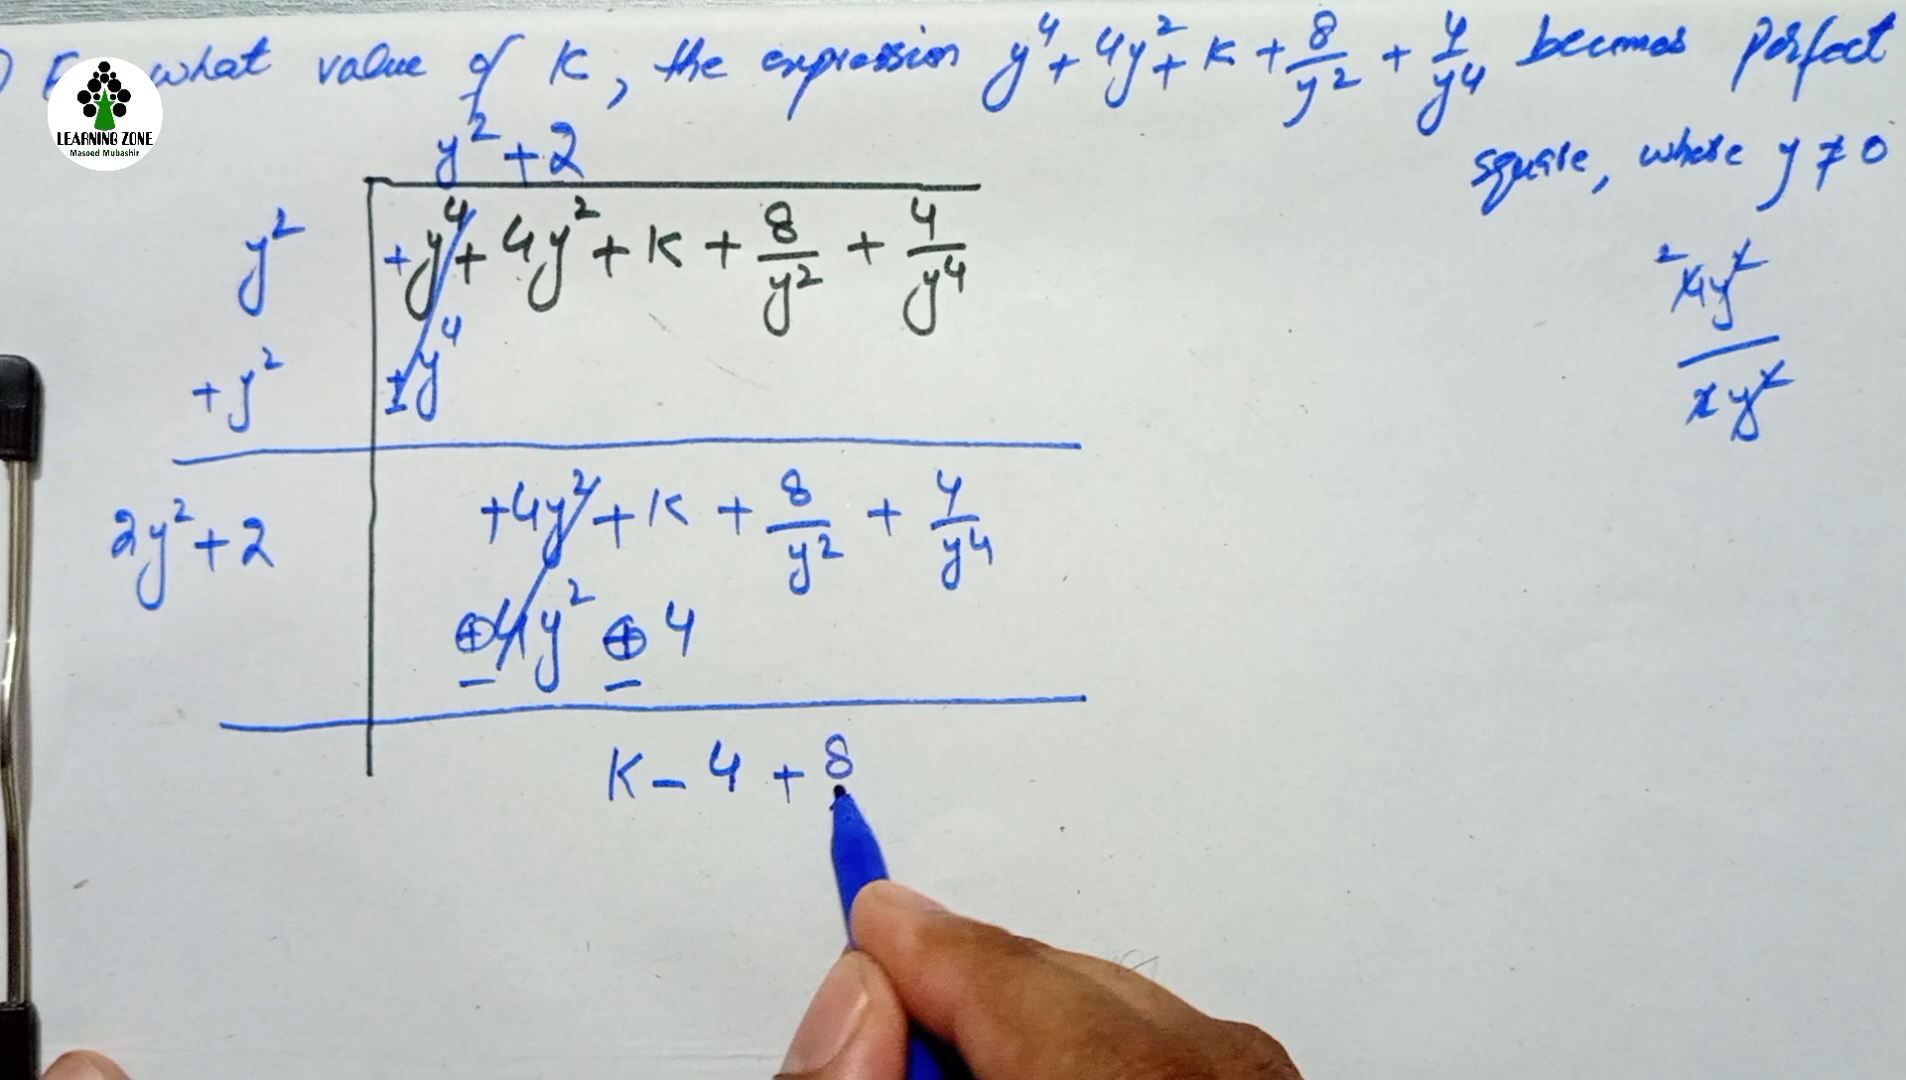 ) what value of K, the expression y⁴ + 4y² + K + 8/y² + 4/y⁴ becomes perfect
square, where y ≠ 0
LEARNING ZONE
Masood Mubashir
y² + 2
y² +y⁴ + 4y² + K + 8/y² + 4/y⁴
+y² ±y⁴
2y² + 2 +4y² + K + 8/y² + 4/y⁴
⊕4y² ⊕ 4
− −
K − 4 + 8
2
4y²
2y²